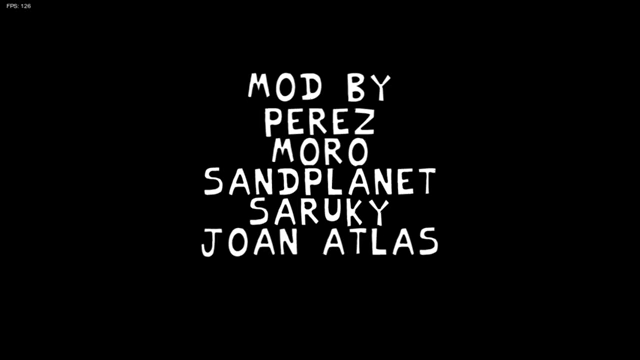 FPS: 126
MOD BY
PEREZ
MORO
SANDPLANET
SARUKY
JOAN ATLAS